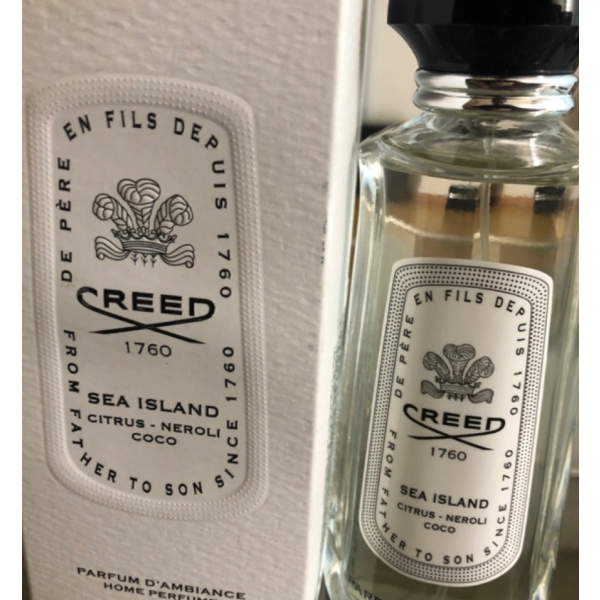 DE PÈRE EN FILS DEPUIS 1760
CREED
1760
SEA ISLAND
CITRUS - NEROLI
COCO
FROM FATHER TO SON SINCE 1760
PARFUM D'AMBIANCE
HOME PERFUME
DE PÈRE EN FILS DEPUIS 1760
CREED
1760
SEA ISLAND
CITRUS - NEROLI
COCO
FROM FATHER TO SON SINCE 1760